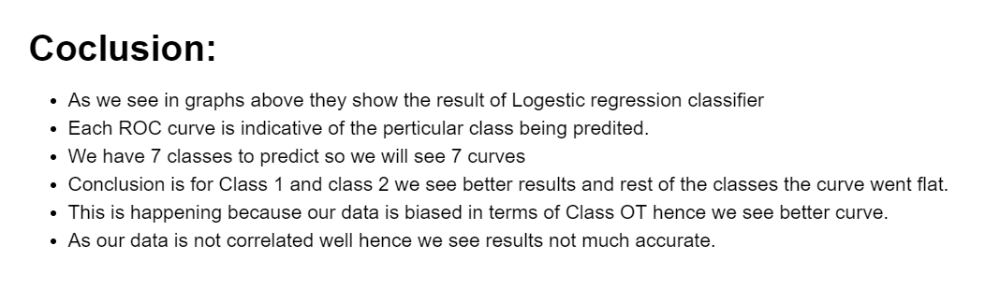 Coclusion:
As we see in graphs above they show the result of Logestic regression classifier
Each ROC curve is indicative of the perticular class being predited.
We have 7 classes to predict so we will see 7 curves
Conclusion is for Class 1 and class 2 we see better results and rest of the classes the curve went flat.
This is happening because our data is biased in terms of Class OT hence we see better curve.
As our data is not correlated well hence we see results not much accurate.